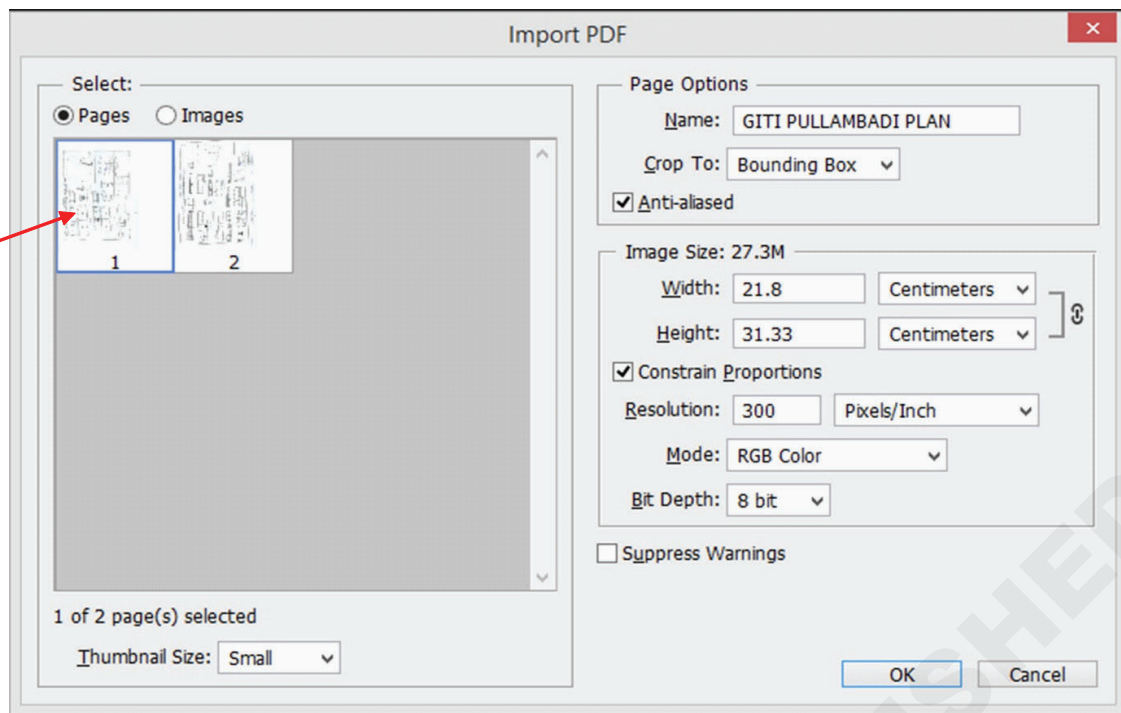 Import PDF
Select:
Pages Images
1 2
1 of 2 page(s) selected
Thumbnail Size: Small
Page Options
Name: GITI PULLAMBADI PLAN
Crop To: Bounding Box
Anti-aliased
Image Size: 27.3M
Width: 21.8 Centimeters
Height: 31.33 Centimeters
Constrain Proportions
Resolution: 300 Pixels/Inch
Mode: RGB Color
Bit Depth: 8 bit
Suppress Warnings
OK Cancel